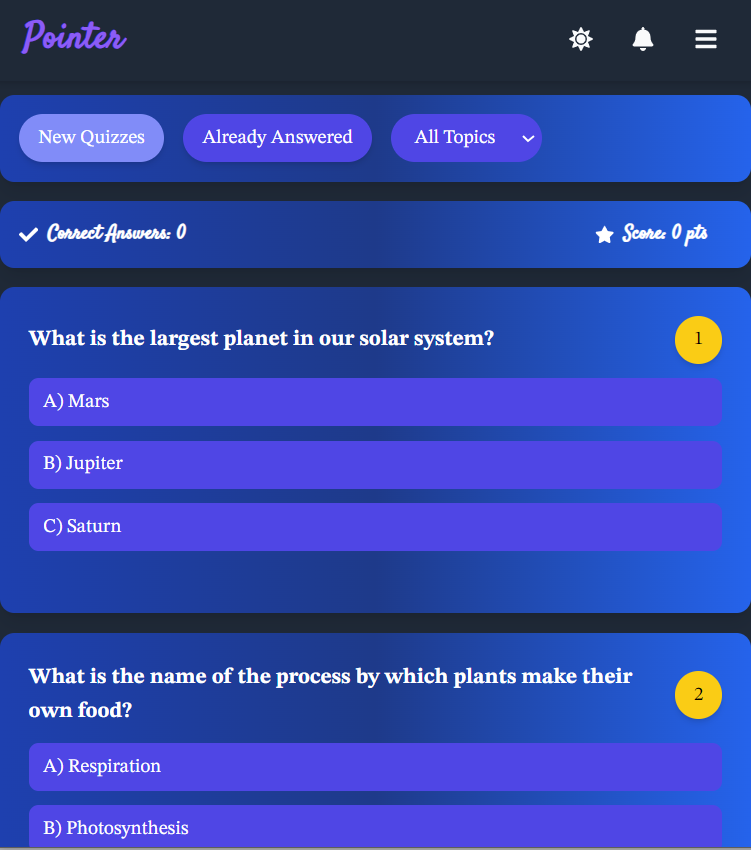 Pointer
New Quizzes
Already Answered
All Topics
Correct Answers: 0
Score: 0 pts
What is the largest planet in our solar system?
1
A) Mars
B) Jupiter
C) Saturn
What is the name of the process by which plants make their
own food?
2
A) Respiration
B) Photosynthesis